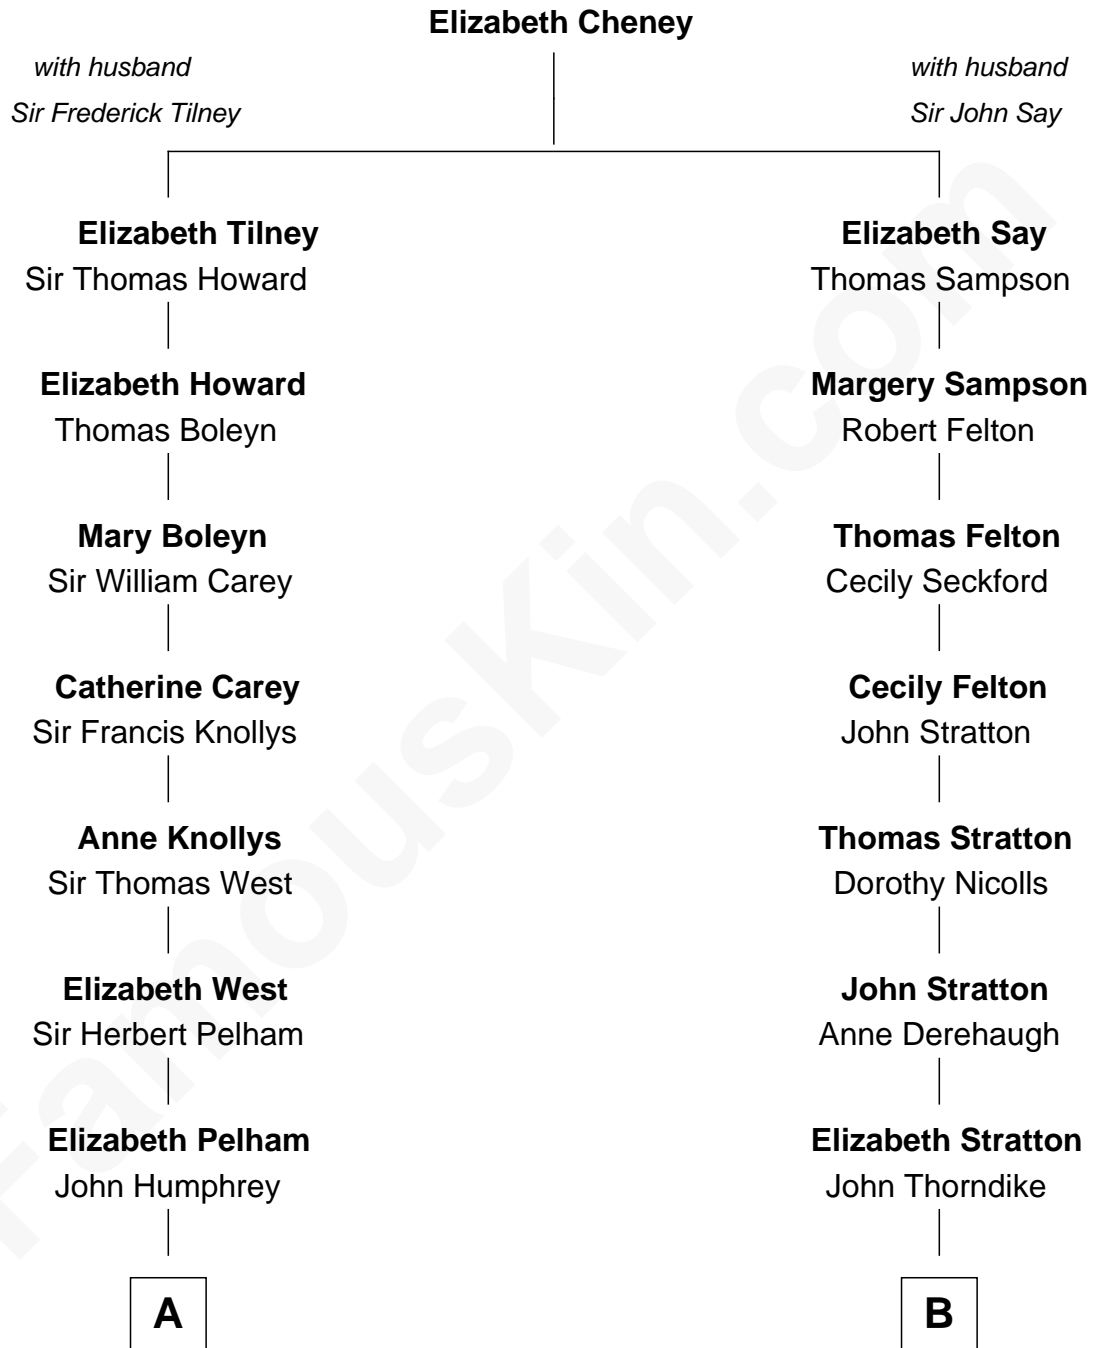 Elizabeth Cheney
with husband
Sir Frederick Tilney
with husband
Sir John Say
Elizabeth Tilney
Sir Thomas Howard
Elizabeth Say
Thomas Sampson
Elizabeth Howard
Thomas Boleyn
Margery Sampson
Robert Felton
Mary Boleyn
Sir William Carey
Thomas Felton
Cecily Seckford
Catherine Carey
Sir Francis Knollys
Cecily Felton
John Stratton
Anne Knollys
Sir Thomas West
Thomas Stratton
Dorothy Nicolls
Elizabeth West
Sir Herbert Pelham
John Stratton
Anne Derehaugh
Elizabeth Pelham
John Humphrey
Elizabeth Stratton
John Thorndike
A
B
FamousKin.com